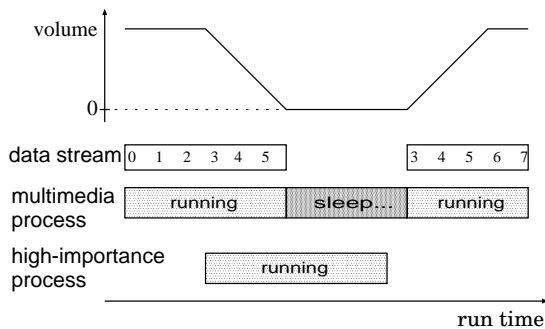 volume
0
data stream 0 1 2 3 4 5 3 4 5 6 7
multimedia
process
running sleep... running
high-importance
process
running
run time